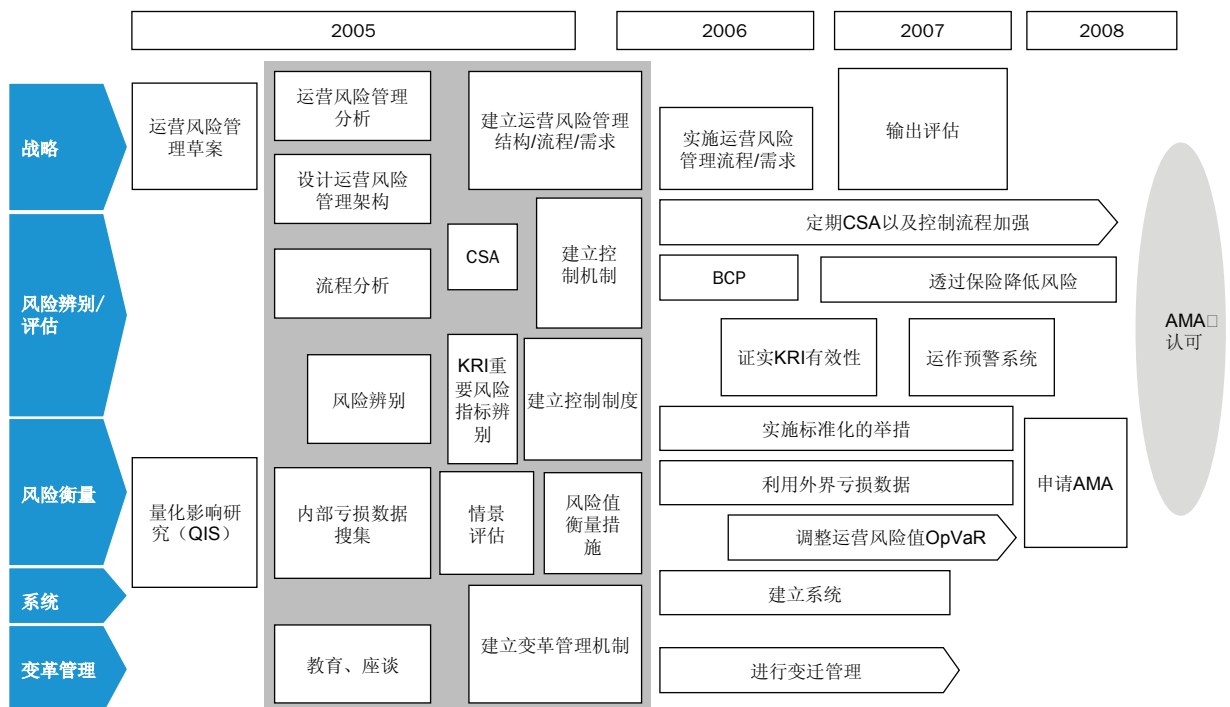 2005
2006
2007
2008
战略
运营风险管
理草案
运营风险管理
分析
建立运营风险管理
结构/流程/需求
设计运营风险
管理架构
实施运营风险
管理流程/需求
输出评估
定期CSA以及控制流程加强
风险辨别/
评估
流程分析
CSA
建立控
制机制
BCP
透过保险降低风险
风险辨别
KRI重
要风险
指标辨
别
建立控制制度
证实KRI有效性
运作预警系统
AMA□
认可
实施标准化的举措
风险衡量
量化影响研
究（QIS）
内部亏损数据
搜集
情景
评估
风险值
衡量措
施
利用外界亏损数据
调整运营风险值OpVaR
申请AMA
系统
建立系统
变革管理
教育、座谈
建立变革管理机制
进行变迁管理